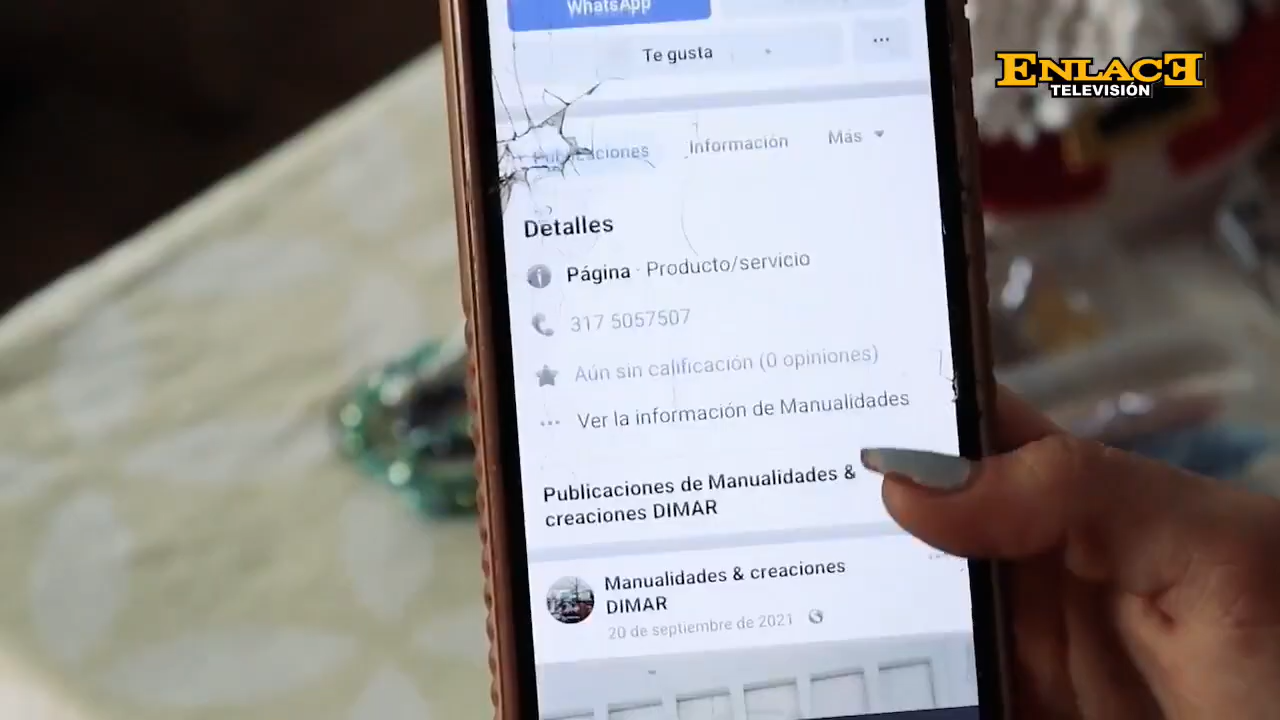 WhatsApp
Te gusta
ENLACE
TELEVISIÓN
Publicaciones
Información
Más
Detalles
Página · Producto/servicio
317 5057507
Aún sin calificación (0 opiniones)
Ver la información de Manualidades
Publicaciones de Manualidades &
creaciones DIMAR
Manualidades & creaciones
DIMAR
20 de septiembre de 2021